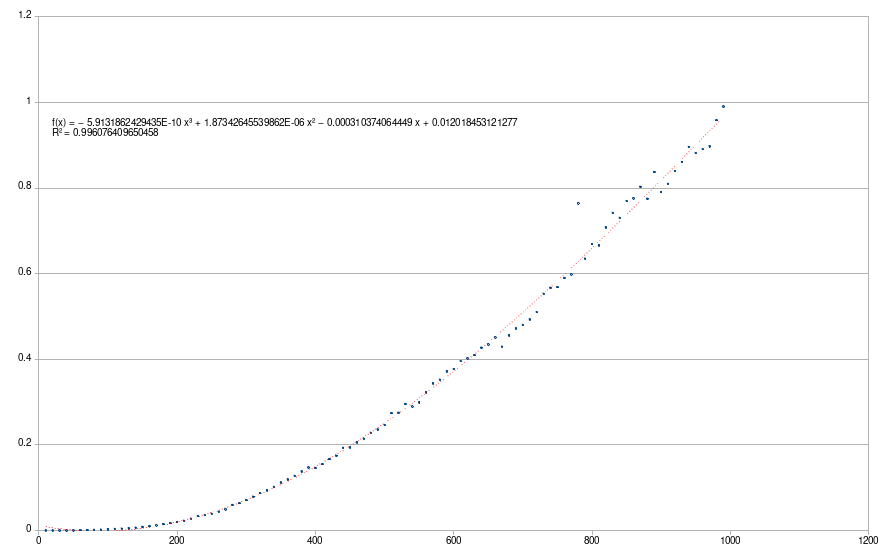 1.2
1
f(x) = − 5.9131862429435E-10 x³ + 1.87342645539862E-06 x² − 0.000310374064449 x + 0.012018453121277
R² = 0.996076409650458
0.8
0.6
0.4
0.2
0
0 200 400 600 800 1000 1200